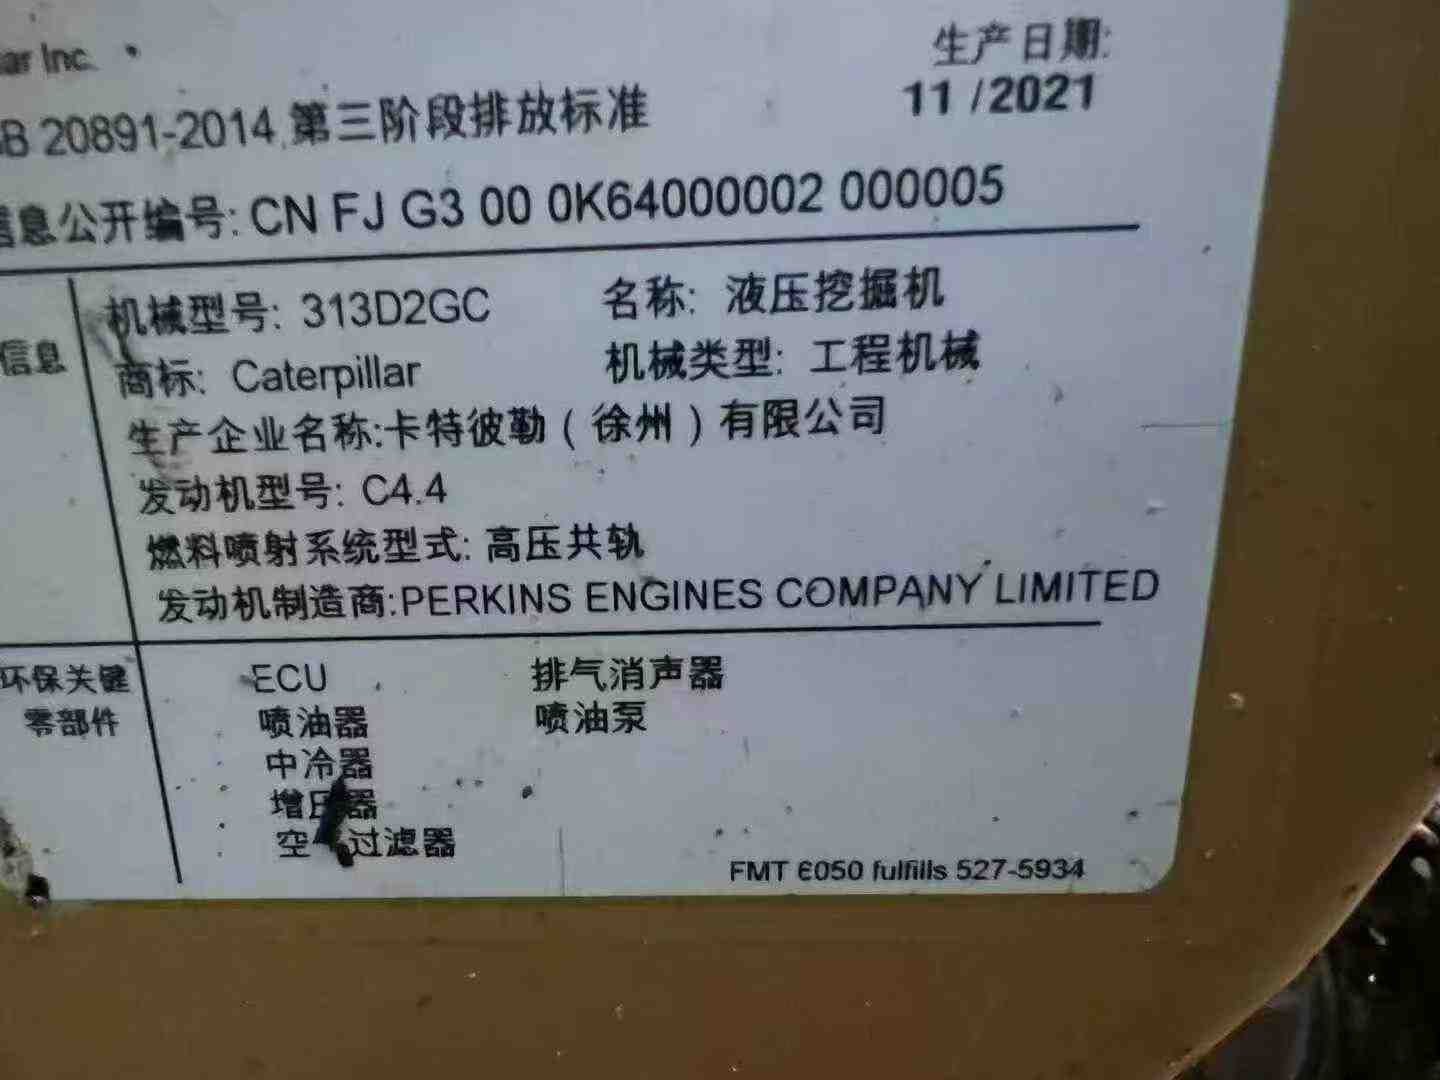 ar Inc.
生产日期:
11 /2021
B 20891-2014,第三阶段排放标准
信息公开编号: CN FJ G3 00 0K64000002 000005
信息
机械型号: 313D2GC 名称: 液压挖掘机
商标: Caterpillar 机械类型: 工程机械
生产企业名称:卡特彼勒（徐州）有限公司
发动机型号: C4.4
燃料喷射系统型式: 高压共轨
发动机制造商:PERKINS ENGINES COMPANY LIMITED
环保关键
零部件
ECU 排气消声器
喷油器 喷油泵
中冷器
增压器
空气过滤器
FMT 6050 fulfills 527-5934